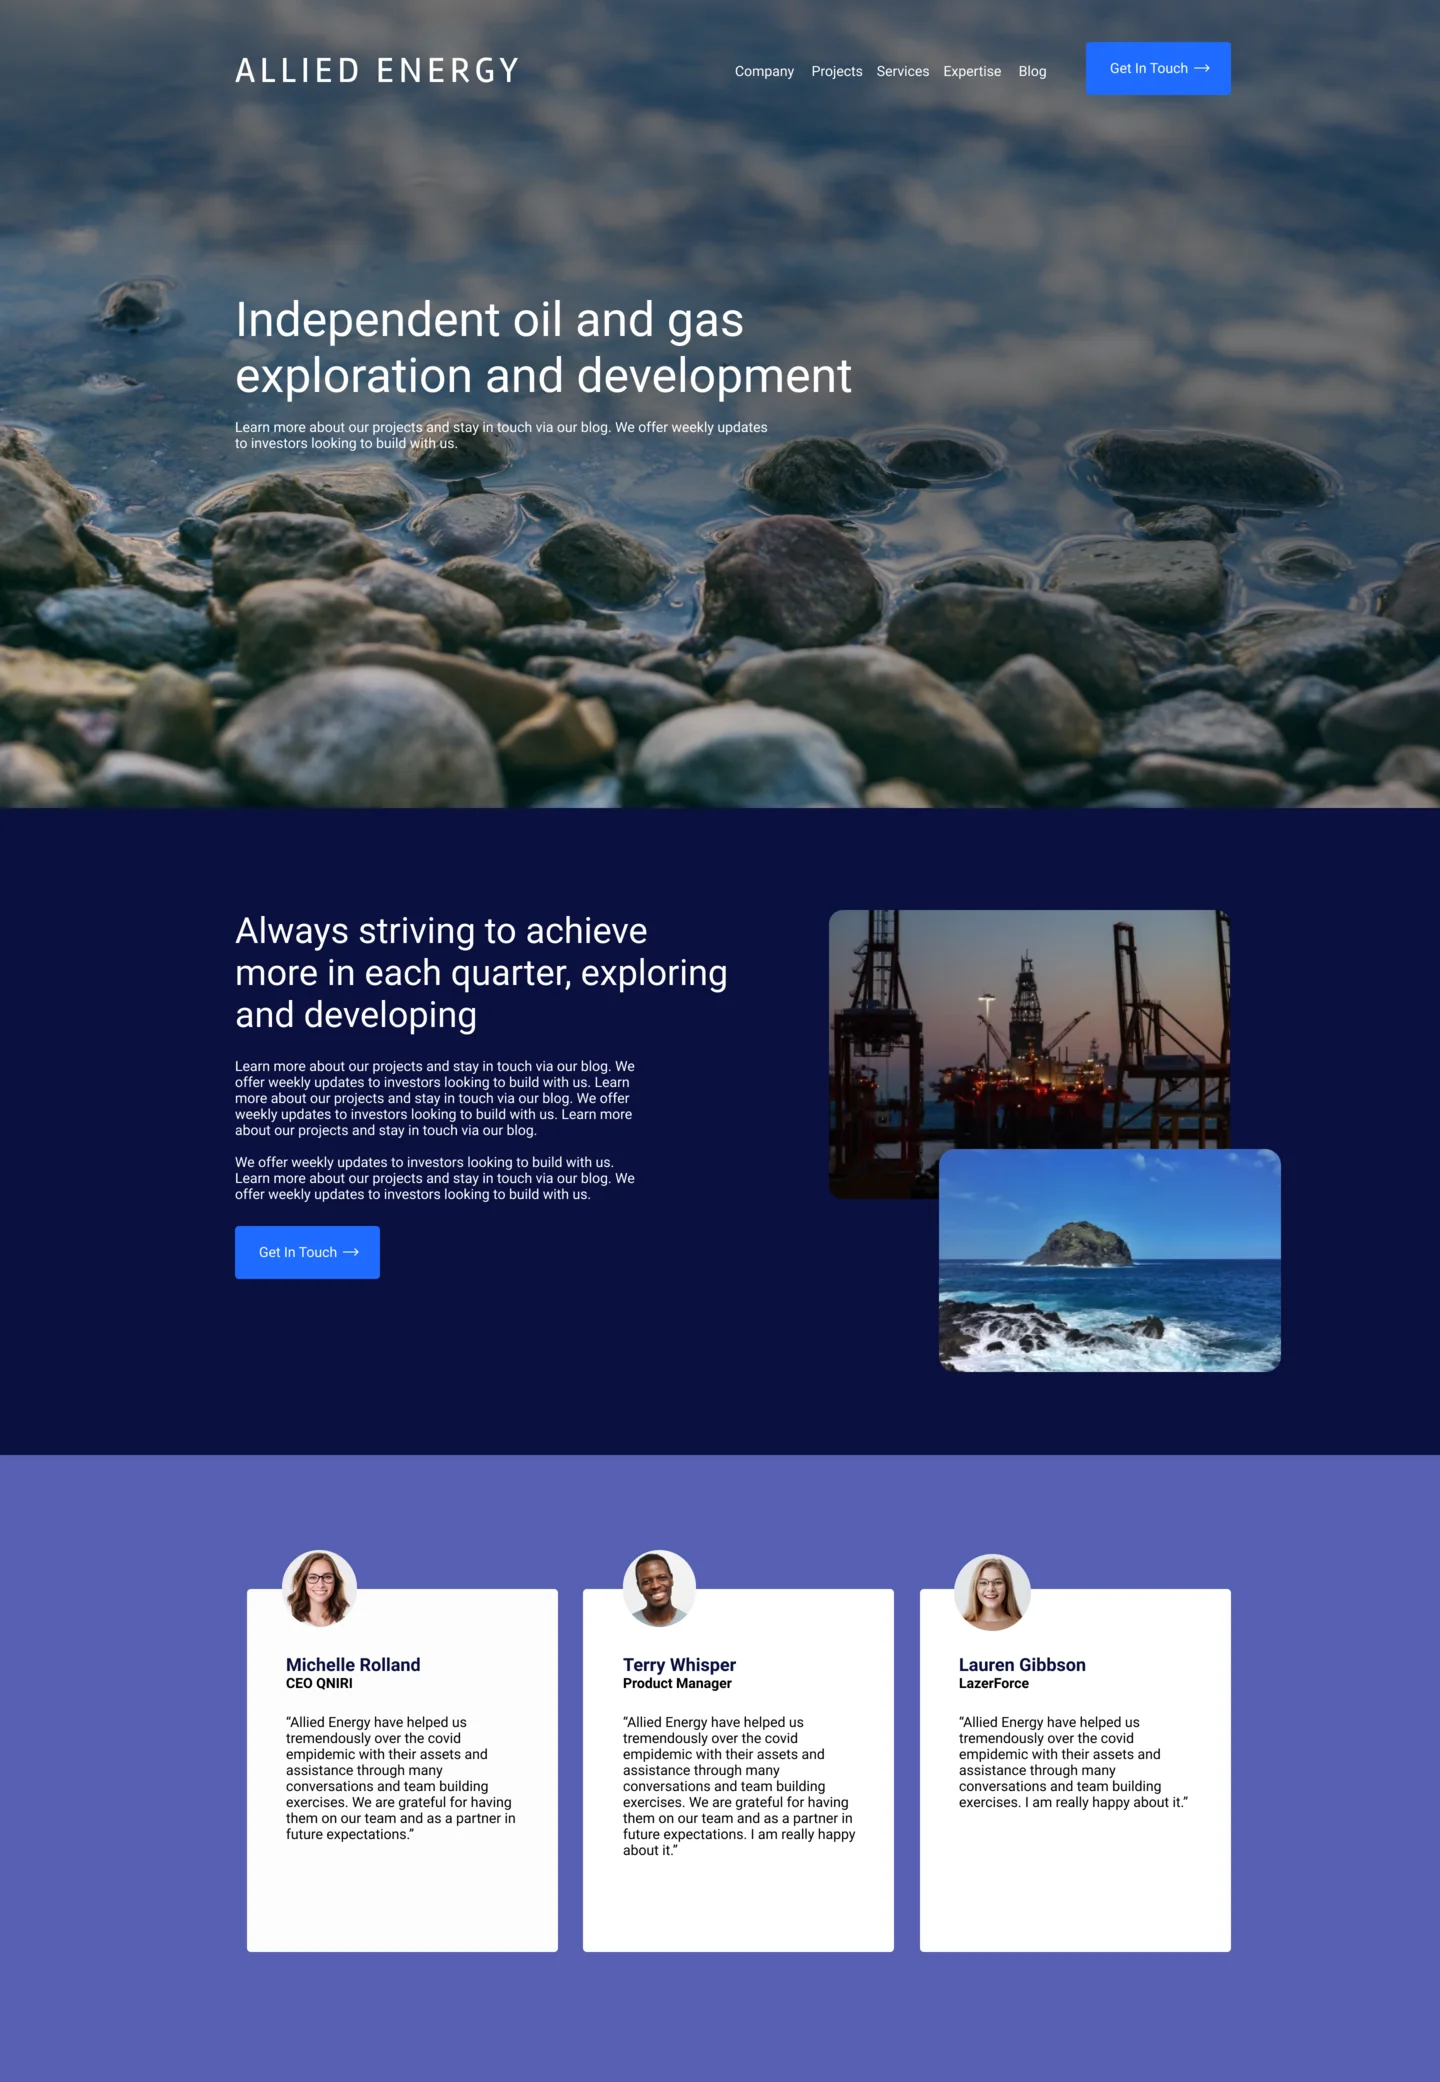 ALLIED ENERGY
Company Projects Services Expertise Blog
Get In Touch →
Independent oil and gas
exploration and development
Learn more about our projects and stay in touch via our blog. We offer weekly updates
to investors looking to build with us.
Always striving to achieve
more in each quarter, exploring
and developing
Learn more about our projects and stay in touch via our blog. We
offer weekly updates to investors looking to build with us. Learn
more about our projects and stay in touch via our blog. We offer
weekly updates to investors looking to build with us. Learn more
about our projects and stay in touch via our blog.
We offer weekly updates to investors looking to build with us.
Learn more about our projects and stay in touch via our blog. We
offer weekly updates to investors looking to build with us.
Get In Touch →
Michelle Rolland
CEO QNIRI
“Allied Energy have helped us
tremendously over the covid
empidemic with their assets and
assistance through many
conversations and team building
exercises. We are grateful for having
them on our team and as a partner in
future expectations.”
Terry Whisper
Product Manager
“Allied Energy have helped us
tremendously over the covid
empidemic with their assets and
assistance through many
conversations and team building
exercises. We are grateful for having
them on our team and as a partner in
future expectations. I am really happy
about it.”
Lauren Gibbson
LazerForce
“Allied Energy have helped us
tremendously over the covid
empidemic with their assets and
assistance through many
conversations and team building
exercises. I am really happy about it.”